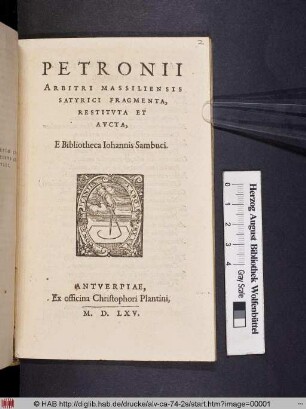 PETRONII
ARBITRI MASSILIENSIS
SATYRICI FRAGMENTA,
RESTITVTA ET
AVCTA,
E Bibliotheca Iohannis Sambuci.
ANTVERPIAE,
Ex officina Christophori Plantini,
M. D. LXV.
0 1 2 3 4
Gray Scale
Herzog August Bibliothek Wolfenbüttel
© HAB http://diglib.hab.de/drucke/alv-ca-74-2s/start.htm?image=00001